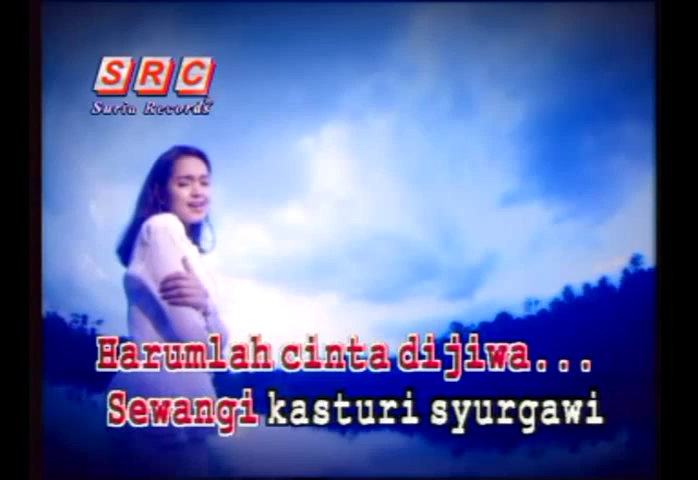 SRC
Suria Records
Harumlah cinta dijiwa...
Sewangi kasturi syurgawi